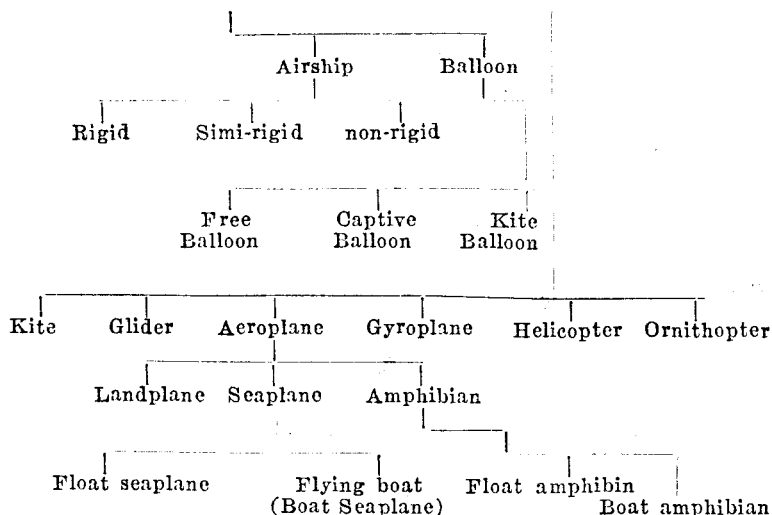 Airship Balloon
Rigid Simi-rigid non-rigid
Free Captive Kite
Balloon Balloon Balloon
Kite Glider Aeroplane Gyroplane Helicopter Ornithopter
Landplane Seaplane Amphibian
Float seaplane Flying boat Float amphibin
(Boat Seaplane) Boat amphibian